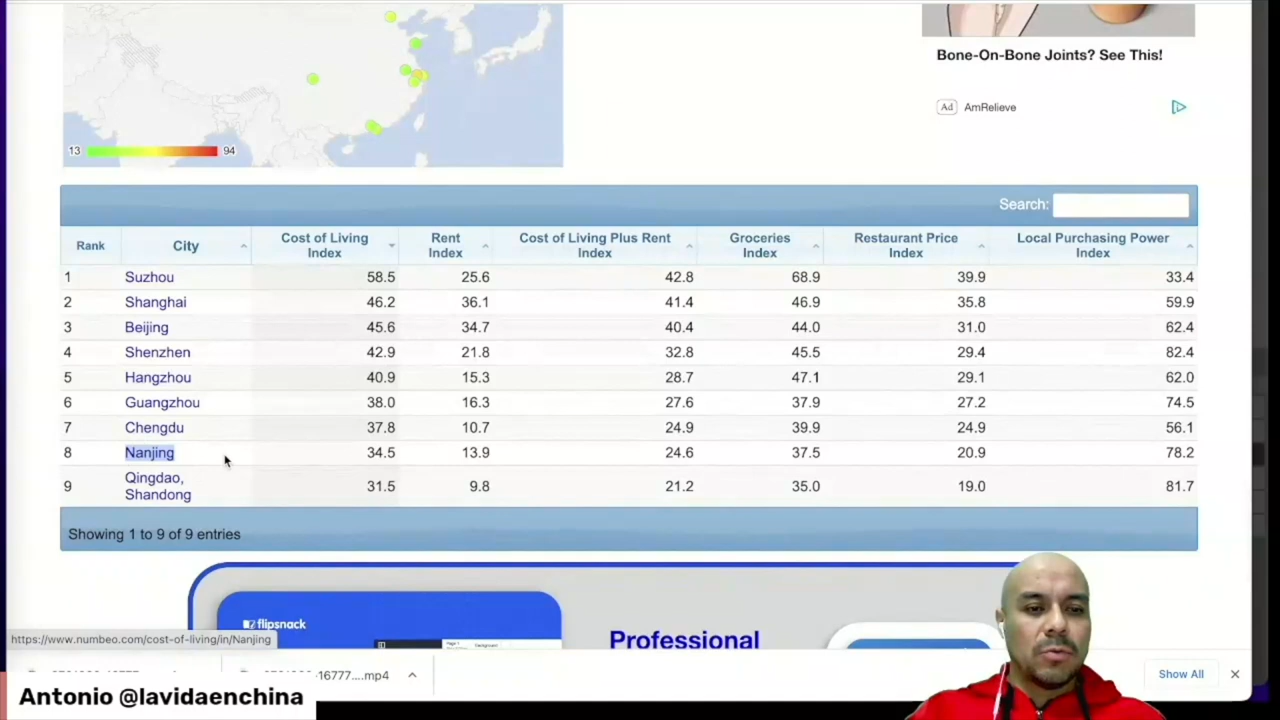 Bone-On-Bone Joints? See This!
Ad AmRelieve
13 94
Search:
Rank City Cost of Living Index Rent Index Cost of Living Plus Rent Index Groceries Index Restaurant Price Index Local Purchasing Power Index
1 Suzhou 58.5 25.6 42.8 68.9 39.9 33.4
2 Shanghai 46.2 36.1 41.4 46.9 35.8 59.9
3 Beijing 45.6 34.7 40.4 44.0 31.0 62.4
4 Shenzhen 42.9 21.8 32.8 45.5 29.4 82.4
5 Hangzhou 40.9 15.3 28.7 47.1 29.1 62.0
6 Guangzhou 38.0 16.3 27.6 37.9 27.2 74.5
7 Chengdu 37.8 10.7 24.9 39.9 24.9 56.1
8 Nanjing 34.5 13.9 24.6 37.5 20.9 78.2
9 Qingdao, Shandong 31.5 9.8 21.2 35.0 19.0 81.7
Showing 1 to 9 of 9 entries
flipsnack
Professional
https://www.numbeo.com/cost-of-living/in/Nanjing
16777....mp4
Show All
Antonio @lavidaenchina